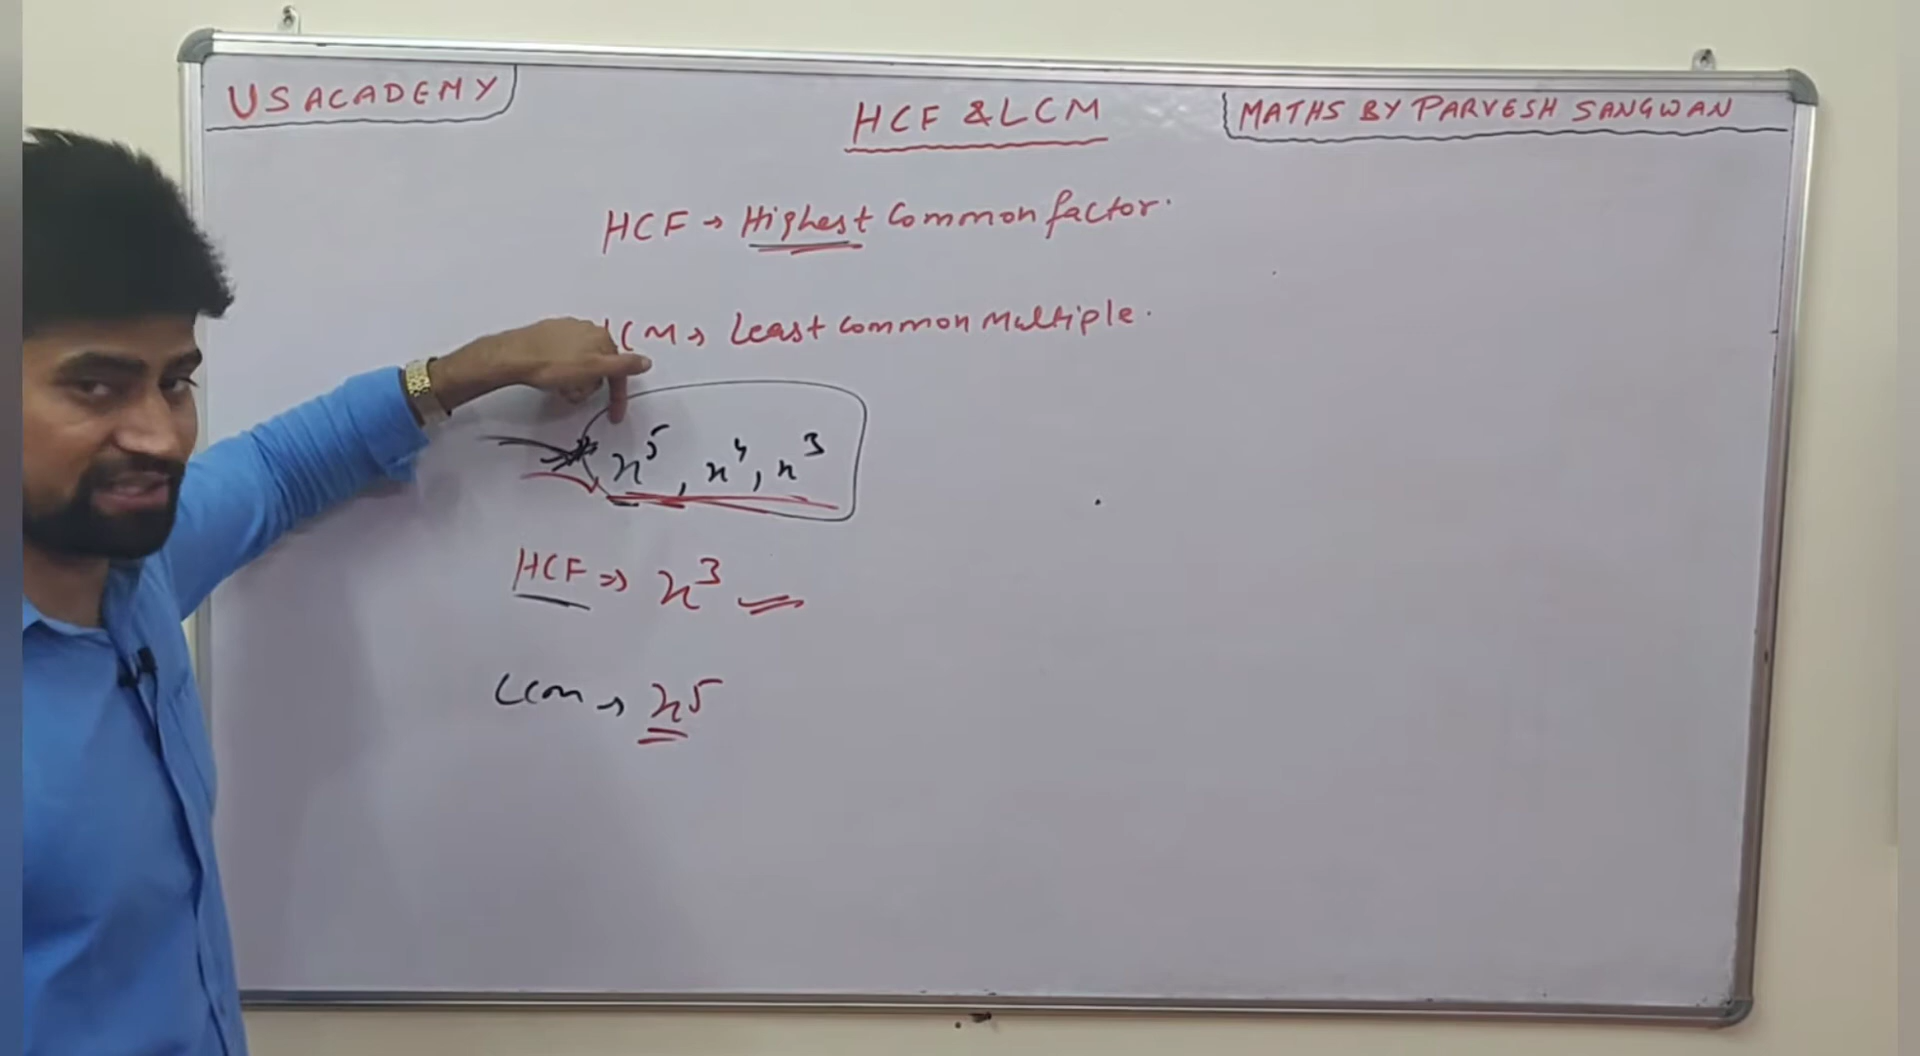 US ACADEMY
HCF & LCM
MATHS BY PARVESH SANGWAN
HCF → Highest Common factor.
LCM → Least common Multiple.
x⁵, x⁴, x³
HCF ⇒ x³
LCM → x⁵